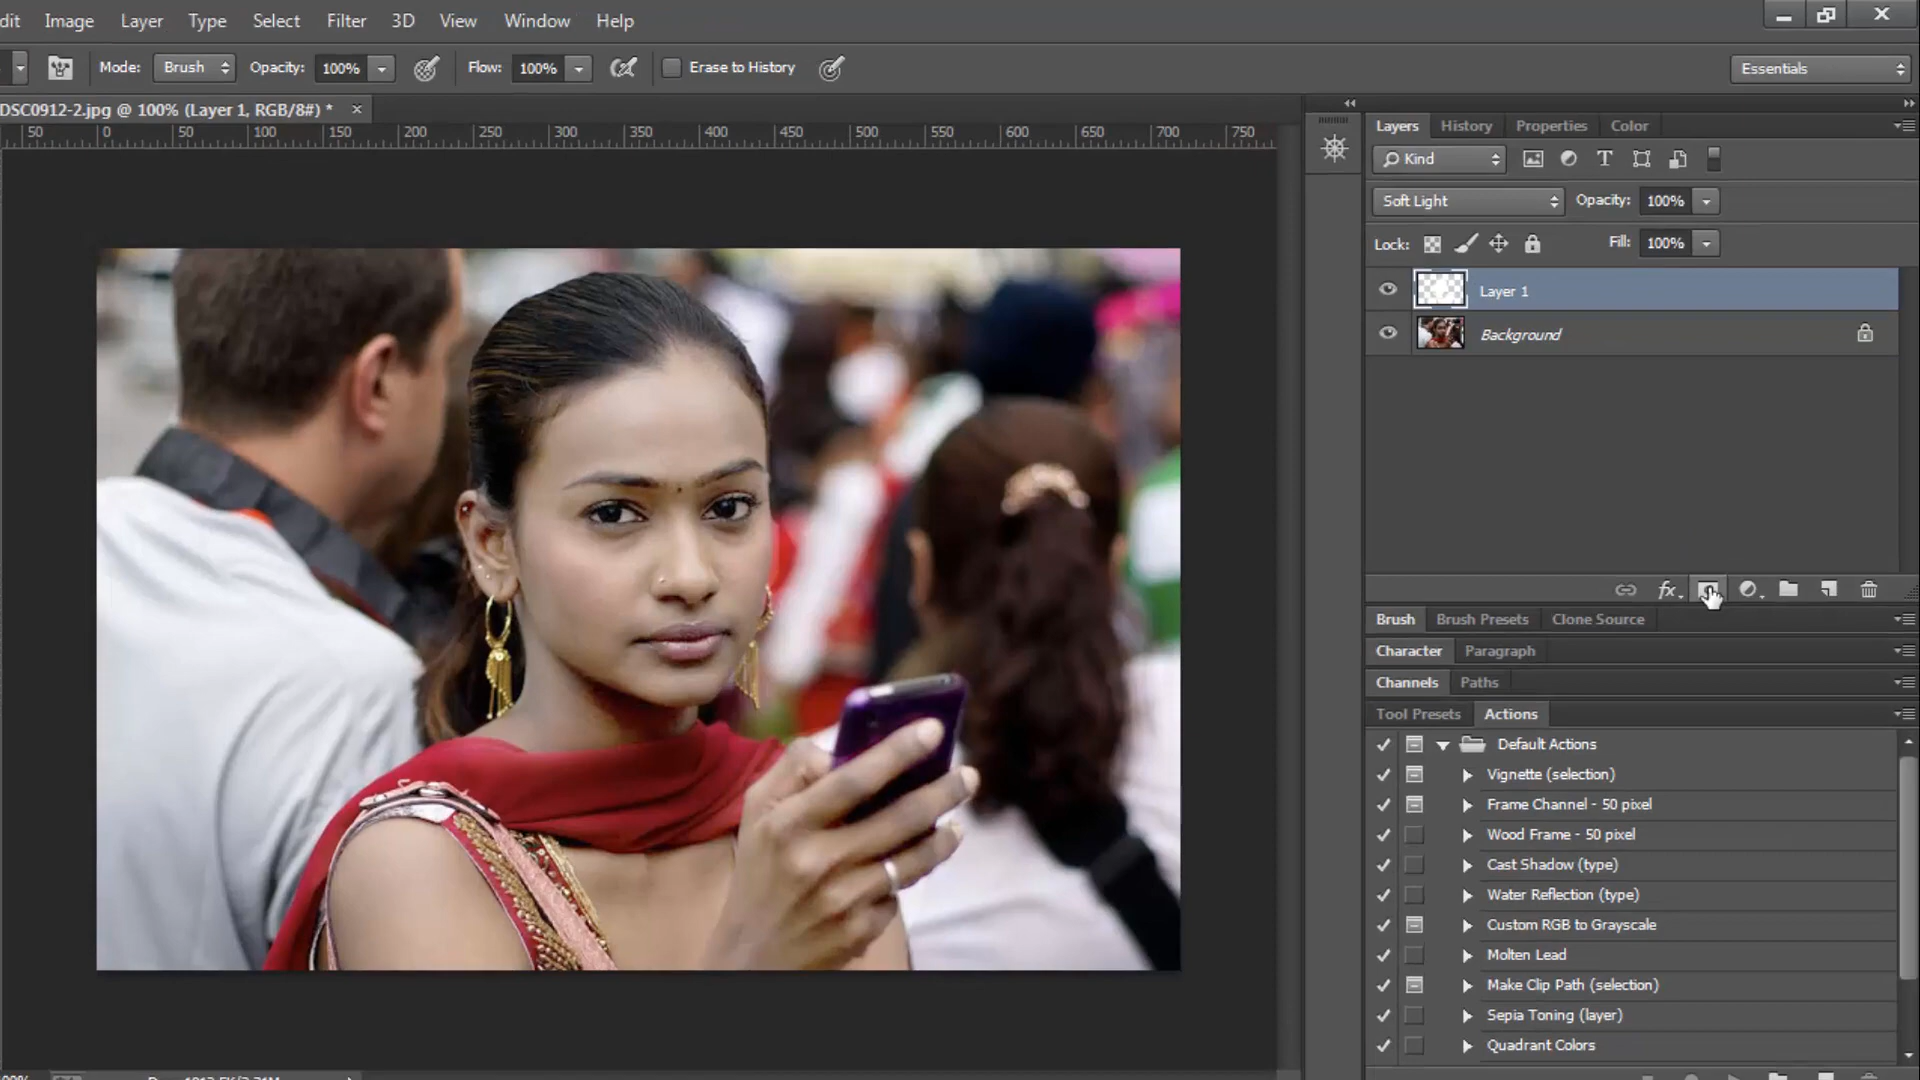 dit Image Layer Type Select Filter 3D View Window Help
Mode: Brush Opacity: 100% Flow: 100% Erase to History Essentials
DSC0912-2.jpg @ 100% (Layer 1, RGB/8#) * ×
50 0 50 100 150 200 250 300 350 400 450 500 550 600 650 700 750
Layers History Properties Color
Kind
Soft Light Opacity: 100%
Lock: Fill: 100%
Layer 1
Background
fx
Brush Brush Presets Clone Source
Character Paragraph
Channels Paths
Tool Presets Actions
Default Actions
Vignette (selection)
Frame Channel - 50 pixel
Wood Frame - 50 pixel
Cast Shadow (type)
Water Reflection (type)
Custom RGB to Grayscale
Molten Lead
Make Clip Path (selection)
Sepia Toning (layer)
Quadrant Colors